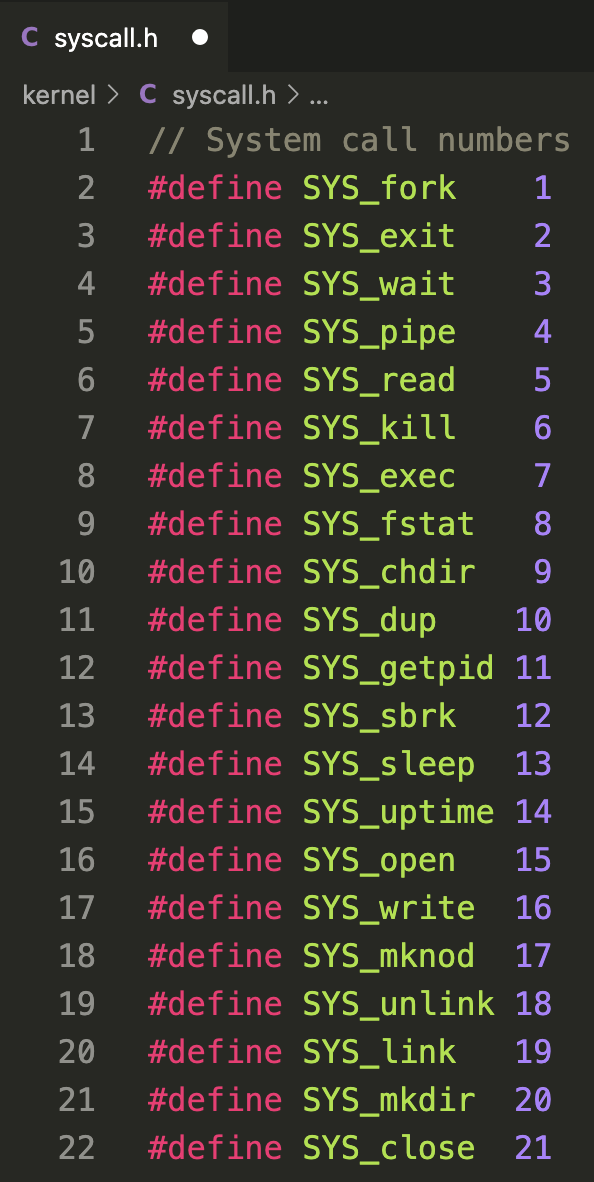 C syscall.h
kernel > C syscall.h > ...
1 // System call numbers
2 #define SYS_fork    1
3 #define SYS_exit    2
4 #define SYS_wait    3
5 #define SYS_pipe    4
6 #define SYS_read    5
7 #define SYS_kill    6
8 #define SYS_exec    7
9 #define SYS_fstat   8
10 #define SYS_chdir   9
11 #define SYS_dup    10
12 #define SYS_getpid 11
13 #define SYS_sbrk   12
14 #define SYS_sleep  13
15 #define SYS_uptime 14
16 #define SYS_open   15
17 #define SYS_write  16
18 #define SYS_mknod  17
19 #define SYS_unlink 18
20 #define SYS_link   19
21 #define SYS_mkdir  20
22 #define SYS_close  21